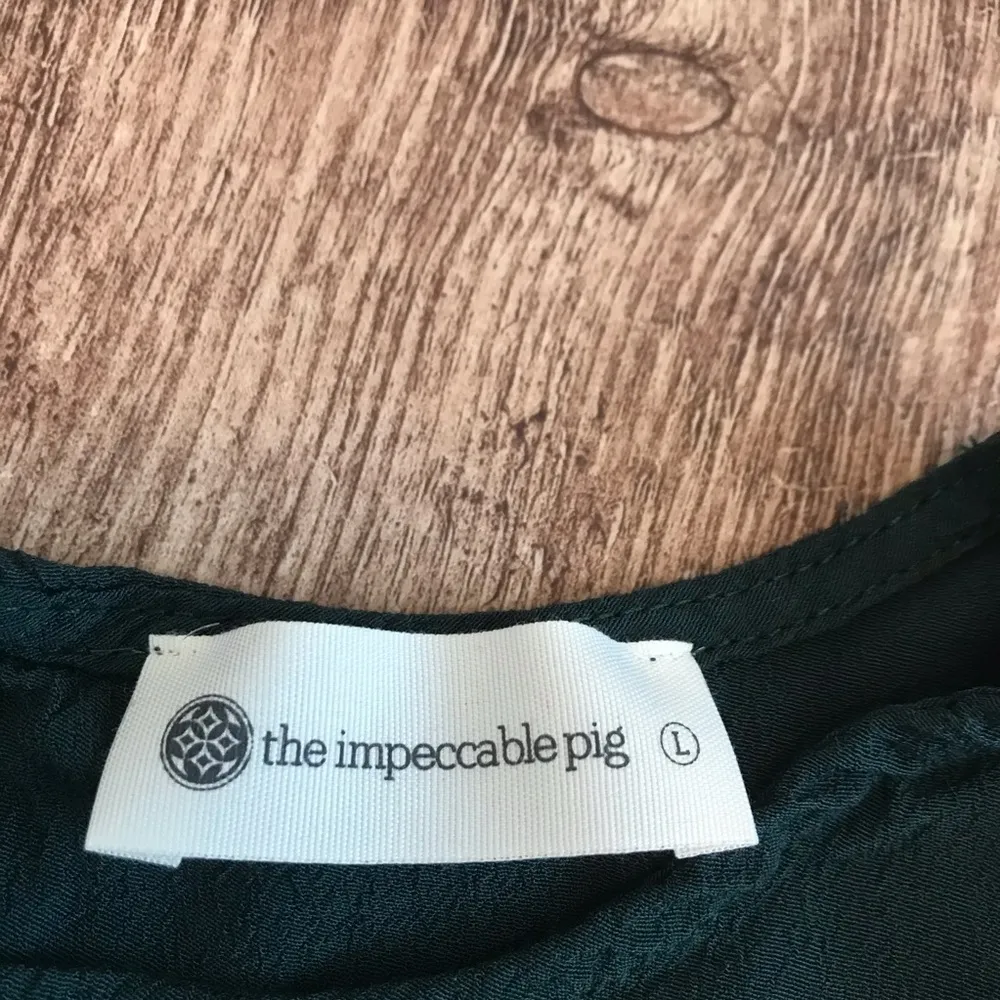 the impeccable pig L